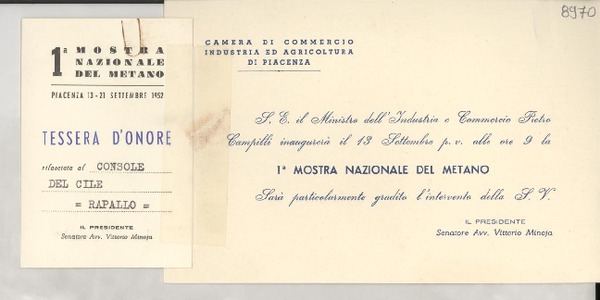 8970
1ª MOSTRA
NAZIONALE
DEL METANO
PIACENZA 13 - 21 SETTEMBRE 1952
TESSERA D'ONORE
rilasciata al CONSOLE
DEL CILE
= RAPALLO =
IL PRESIDENTE
Senatore Avv. Vittorio Minoja
CAMERA DI COMMERCIO
INDUSTRIA ED AGRICOLTURA
DI PIACENZA
S. E. il Ministro dell'Industria e Commercio Pietro
Campilli inaugurerà il 13 Settembre p. v. alle ore 9 la
1ª MOSTRA NAZIONALE DEL METANO
Sarà particolarmente gradito l'intervento della S. V.
IL PRESIDENTE
Senatore Avv. Vittorio Minoja